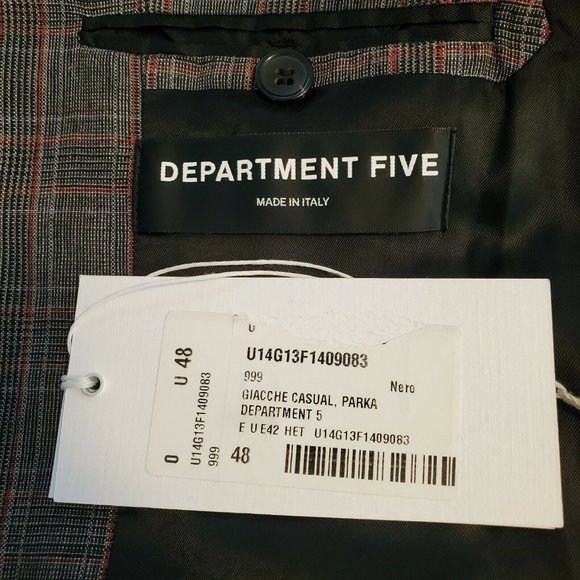 DEPARTMENT FIVE
MADE IN ITALY
U
U14G13F1409083
999 Nero
GIACCHE CASUAL, PARKA
DEPARTMENT 5
E U E42 HET U14G13F1409083
48
U 48
U14G13F1409083
0 999